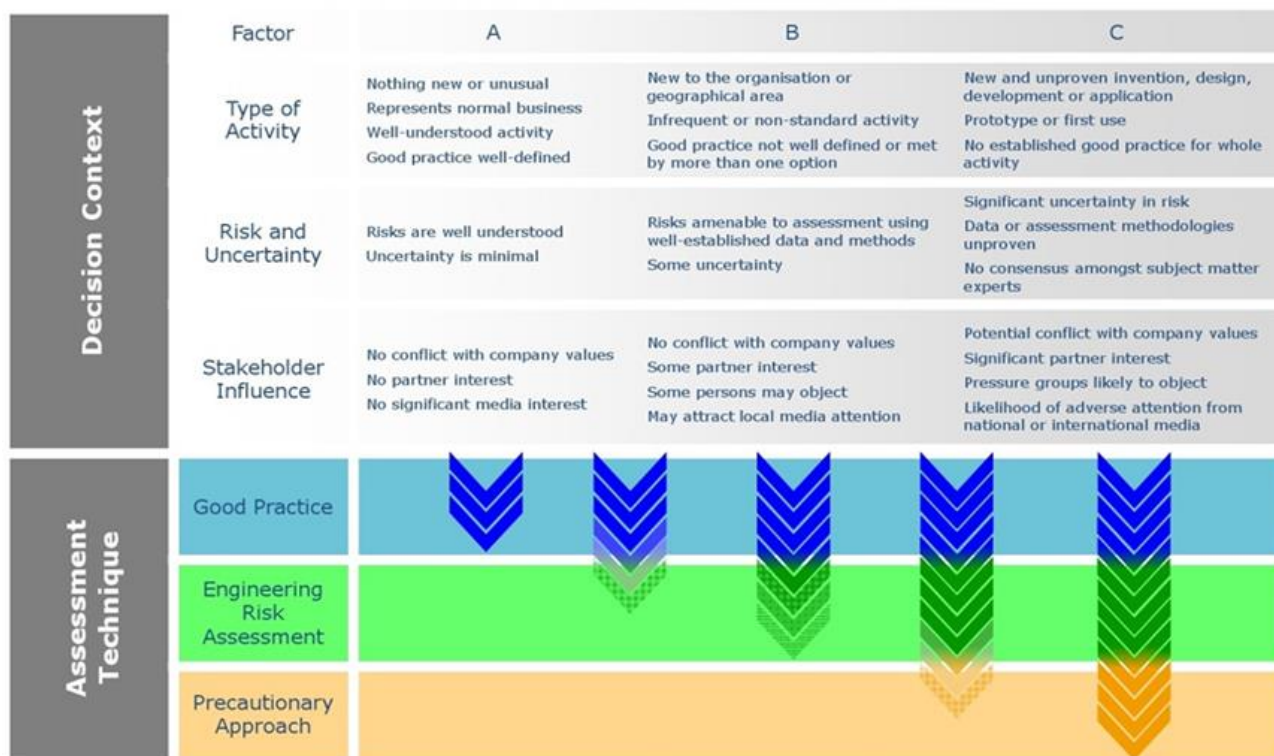 Decision Context
Factor
A
B
C
Type of
Activity
Nothing new or unusual
Represents normal business
Well-understood activity
Good practice well-defined
New to the organisation or
geographical area
Infrequent or non-standard activity
Good practice not well defined or met
by more than one option
New and unproven invention, design,
development or application
Prototype or first use
No established good practice for whole
activity
Risk and
Uncertainty
Risks are well understood
Uncertainty is minimal
Risks amenable to assessment using
well-established data and methods
Some uncertainty
Significant uncertainty in risk
Data or assessment methodologies
unproven
No consensus amongst subject matter
experts
Stakeholder
Influence
No conflict with company values
No partner interest
No significant media interest
No conflict with company values
Some partner interest
Some persons may object
May attract local media attention
Potential conflict with company values
Significant partner interest
Pressure groups likely to object
Likelihood of adverse attention from
national or international media
Assessment
Technique
Good Practice
Engineering
Risk
Assessment
Precautionary
Approach